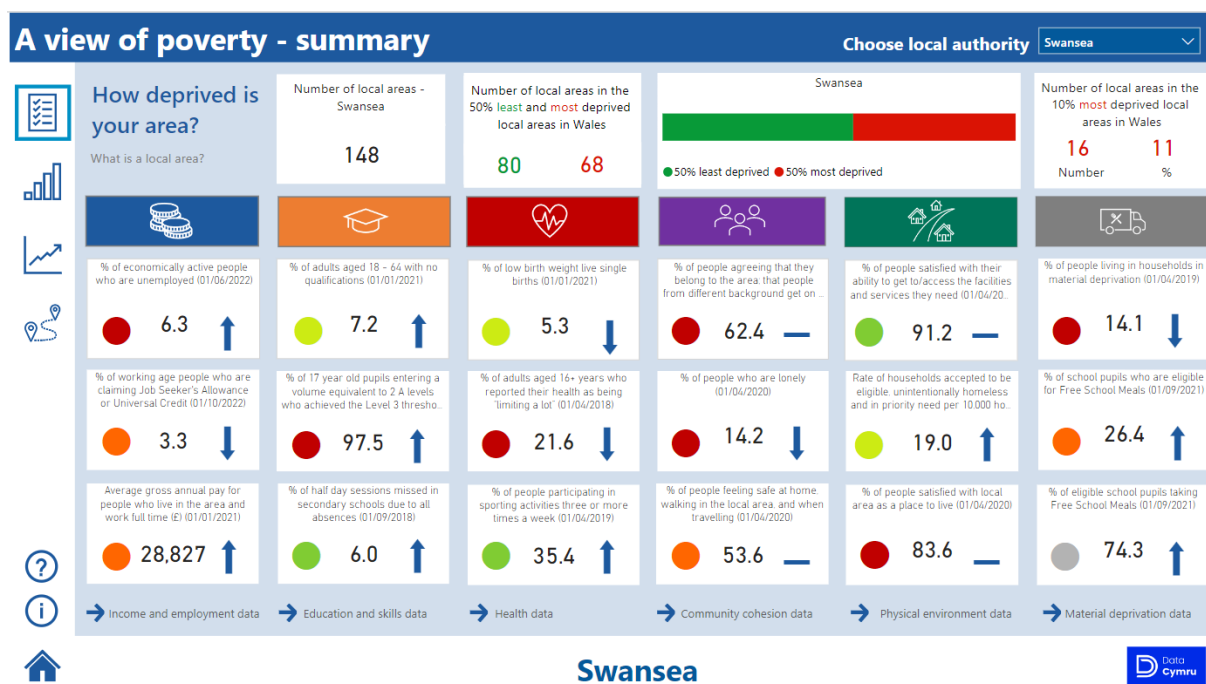 A view of poverty - summary
Choose local authority
Swansea
How deprived is
your area?
What is a local area?
Number of local areas -
Swansea
148
Number of local areas in the
50% least and most deprived
local areas in Wales
80 68
Swansea
50% least deprived 50% most deprived
Number of local areas in the
10% most deprived local
areas in Wales
16 11
Number %
% of economically active people
who are unemployed (01/06/2022)
6.3
% of adults aged 18 – 64 with no
qualifications (01/01/2021)
7.2
% of low birth weight live single
births (01/01/2021)
5.3
% of people agreeing that they
belong to the area; that people
from different background get on ...
62.4
% of people satisfied with their
ability to get to/access the facilities
and services they need (01/04/20...
91.2
% of people living in households in
material deprivation (01/04/2019)
14.1
% of working age people who are
claiming Job Seeker's Allowance
or Universal Credit (01/10/2022)
3.3
% of 17 year old pupils entering a
volume equivalent to 2 A levels
who achieved the Level 3 thresho...
97.5
% of adults aged 16+ years who
reported their health as being
'limiting a lot' (01/04/2018)
21.6
% of people who are lonely
(01/04/2020)
14.2
Rate of households accepted to be
eligible, unintentionally homeless
and in priority need per 10,000 ho...
19.0
% of school pupils who are eligible
for Free School Meals (01/09/2021)
26.4
Average gross annual pay for
people who live in the area and
work full time (£) (01/01/2021)
28,827
% of half day sessions missed in
secondary schools due to all
absences (01/09/2018)
6.0
% of people participating in
sporting activities three or more
times a week (01/04/2019)
35.4
% of people feeling safe at home,
walking in the local area, and when
travelling (01/04/2020)
53.6
% of people satisfied with local
area as a place to live (01/04/2020)
83.6
% of eligible school pupils taking
Free School Meals (01/09/2021)
74.3
Income and employment data
Education and skills data
Health data
Community cohesion data
Physical environment data
Material deprivation data
Swansea
Data
Cymru